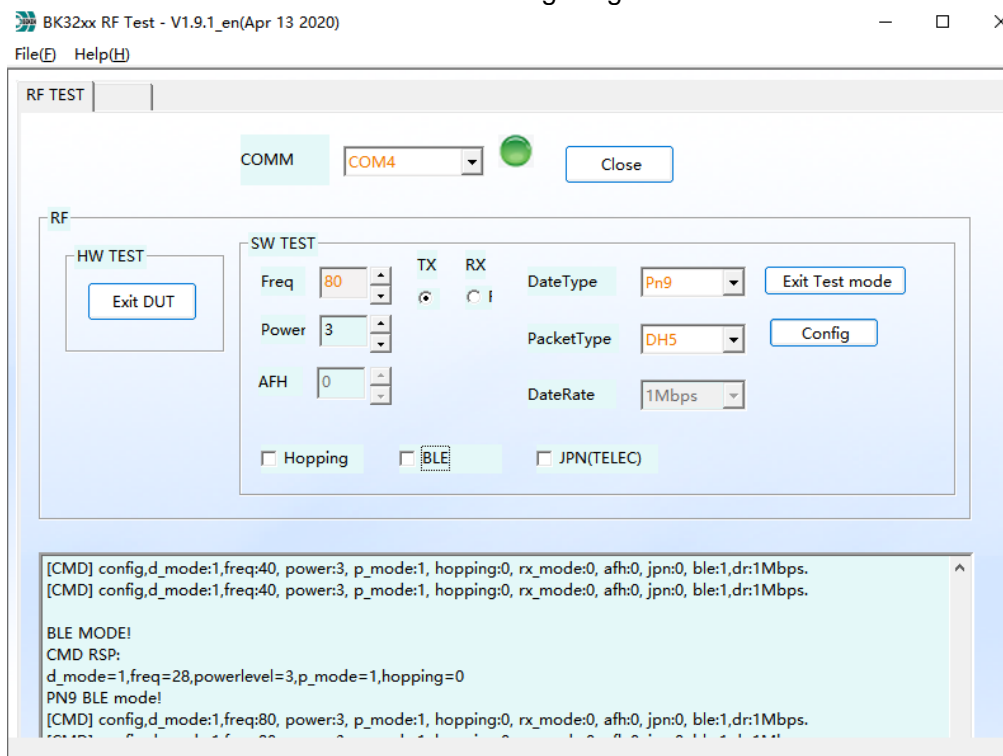 BK32xx RF Test - V1.9.1_en(Apr 13 2020)
File(F) Help(H)
RF TEST
COMM COM4 Close
RF
HW TEST
Exit DUT
SW TEST
Freq 80 TX RX DateType Pn9 Exit Test mode
Power 3 PacketType DH5 Config
AFH 0 DateRate 1Mbps
Hopping BLE JPN(TELEC)
[CMD] config,d_mode:1,freq:40, power:3, p_mode:1, hopping:0, rx_mode:0, afh:0, jpn:0, ble:1,dr:1Mbps.
[CMD] config,d_mode:1,freq:40, power:3, p_mode:1, hopping:0, rx_mode:0, afh:0, jpn:0, ble:1,dr:1Mbps.
BLE MODE!
CMD RSP:
d_mode=1,freq=28,powerlevel=3,p_mode=1,hopping=0
PN9 BLE mode!
[CMD] config,d_mode:1,freq:80, power:3, p_mode:1, hopping:0, rx_mode:0, afh:0, jpn:0, ble:1,dr:1Mbps.